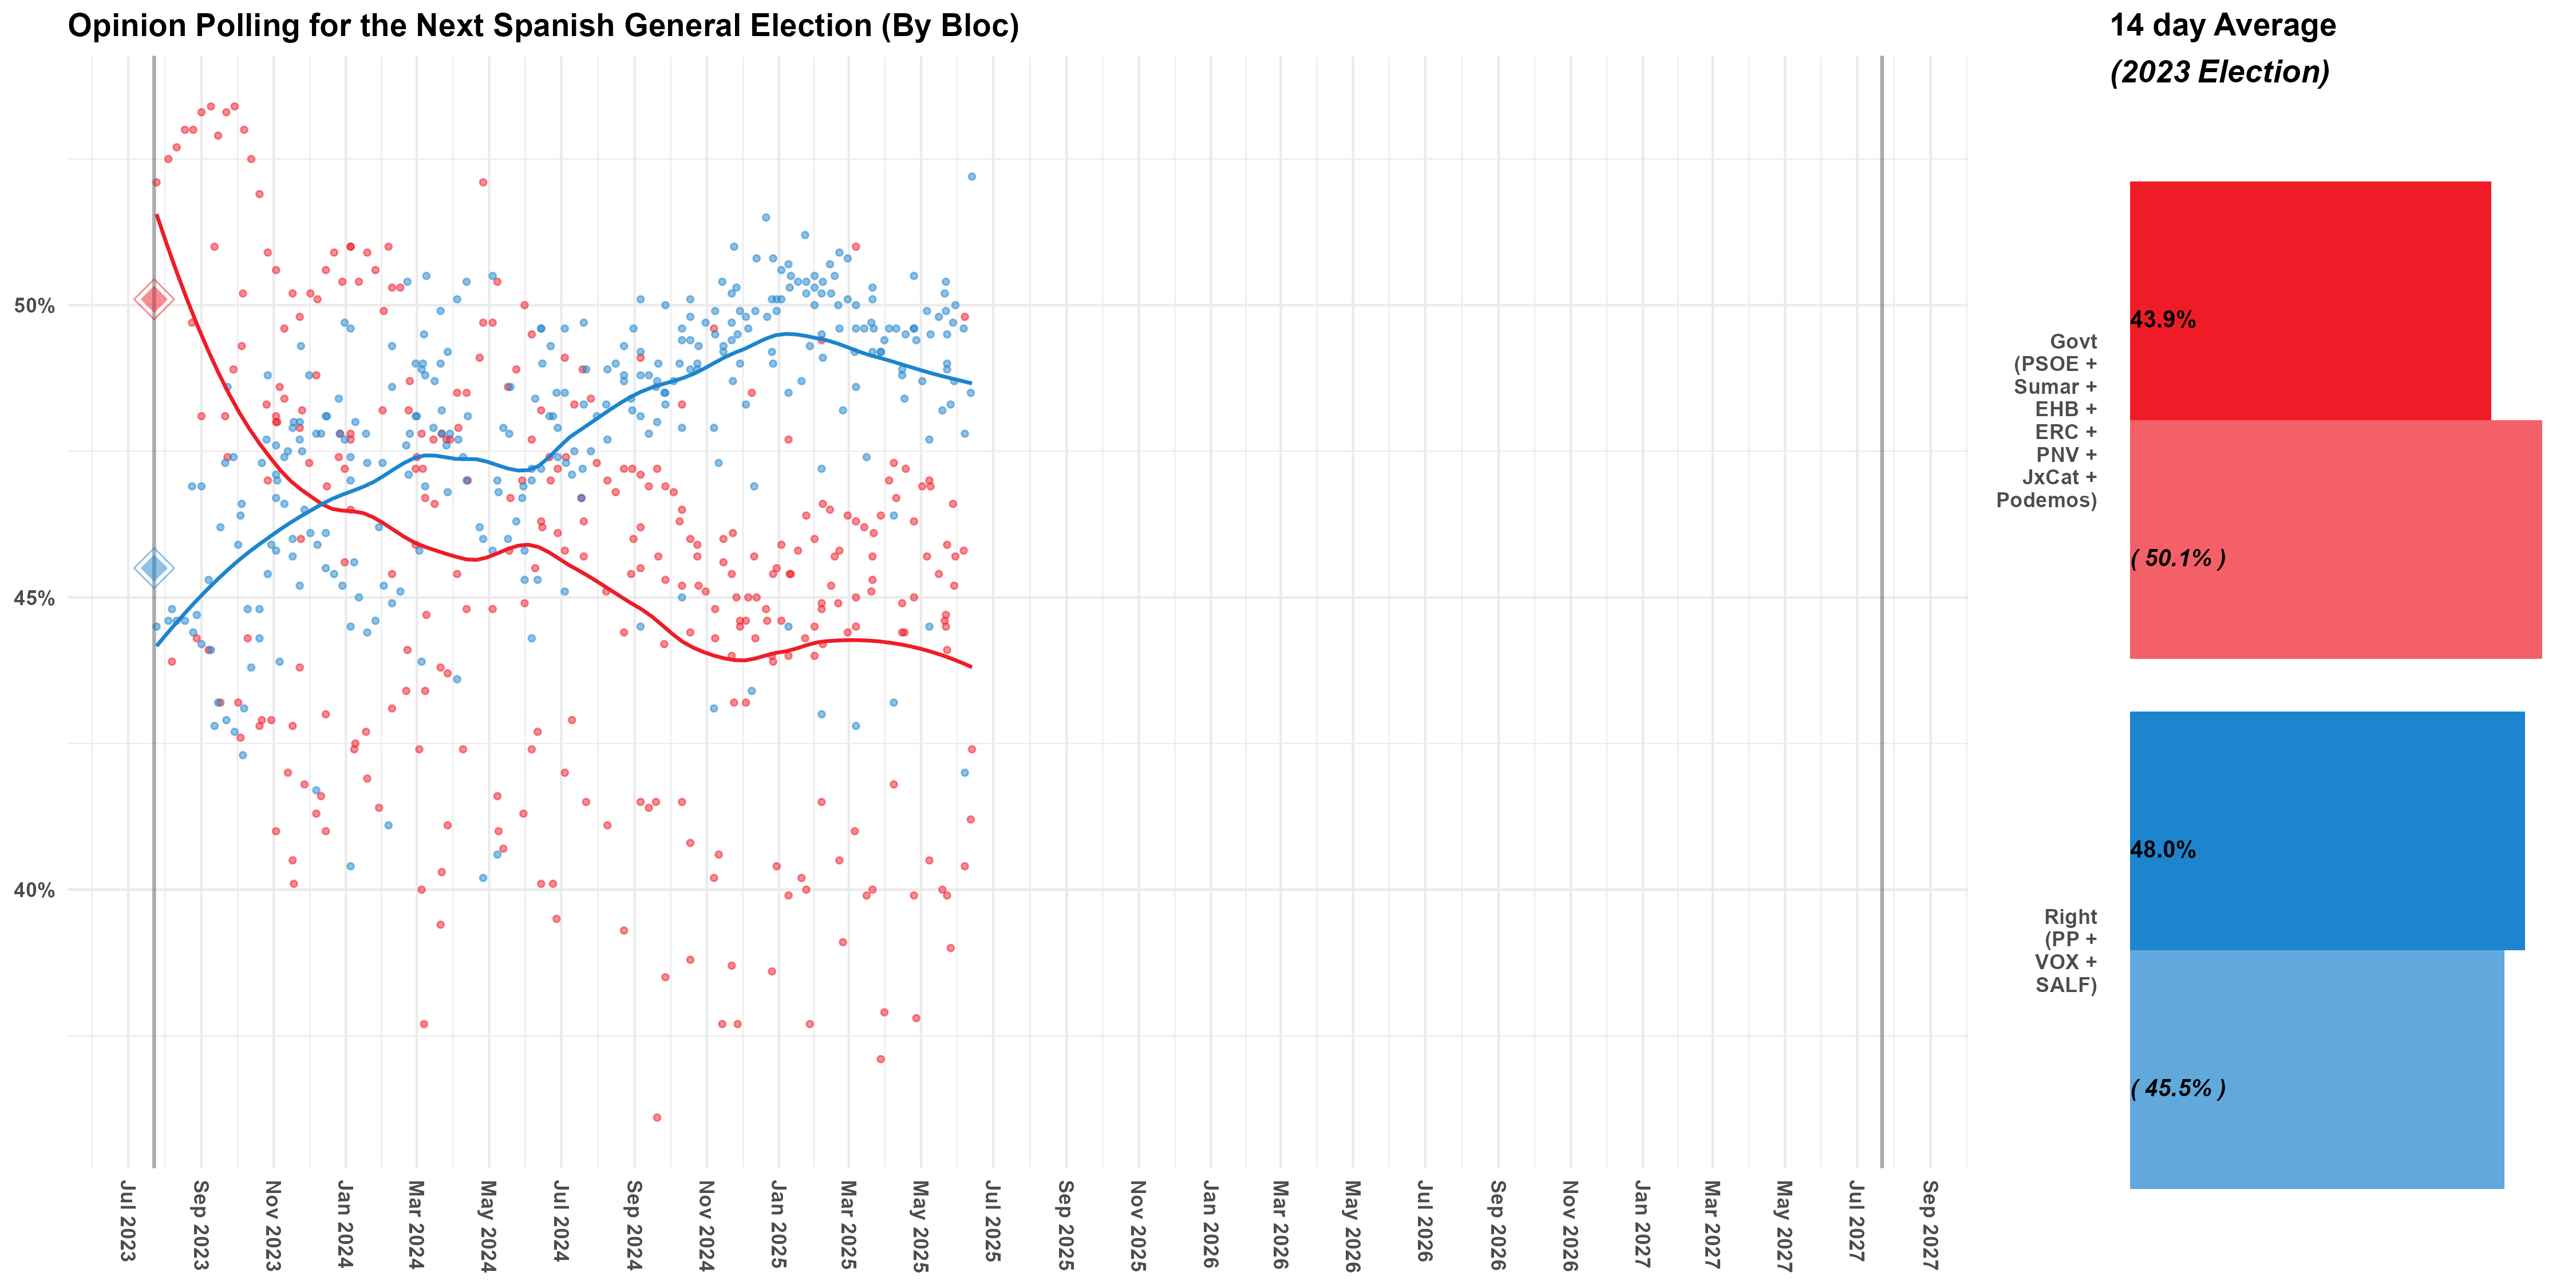 Opinion Polling for the Next Spanish General Election (By Bloc)
50%
45%
40%
Jul 2023
Sep 2023
Nov 2023
Jan 2024
Mar 2024
May 2024
Jul 2024
Sep 2024
Nov 2024
Jan 2025
Mar 2025
May 2025
Jul 2025
Sep 2025
Nov 2025
Jan 2026
Mar 2026
May 2026
Jul 2026
Sep 2026
Nov 2026
Jan 2027
Mar 2027
May 2027
Jul 2027
Sep 2027
14 day Average
(2023 Election)
Govt
(PSOE +
Sumar +
EHB +
ERC +
PNV +
JxCat +
Podemos)
43.9%
( 50.1% )
Right
(PP +
VOX +
SALF)
48.0%
( 45.5% )